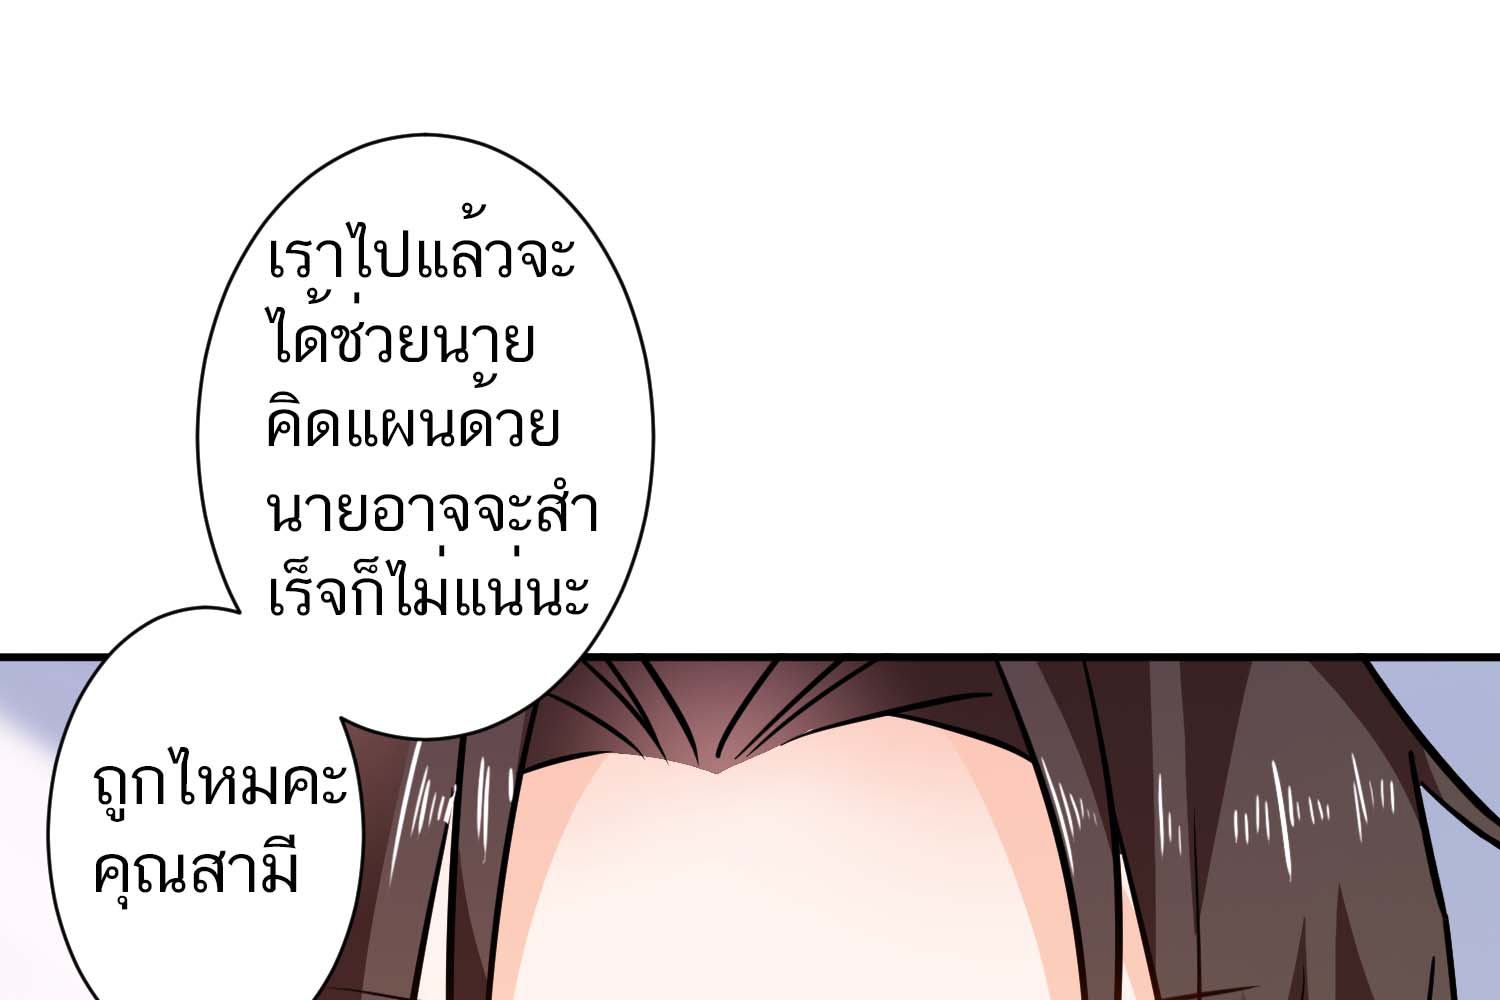 เราไปแล้วจะ
ได้ช่วยนาย
คิดแผนด้วย
นายอาจจะสำ
เร็จก็ไม่แน่นะ
ถูกไหมคะ
คุณสามี